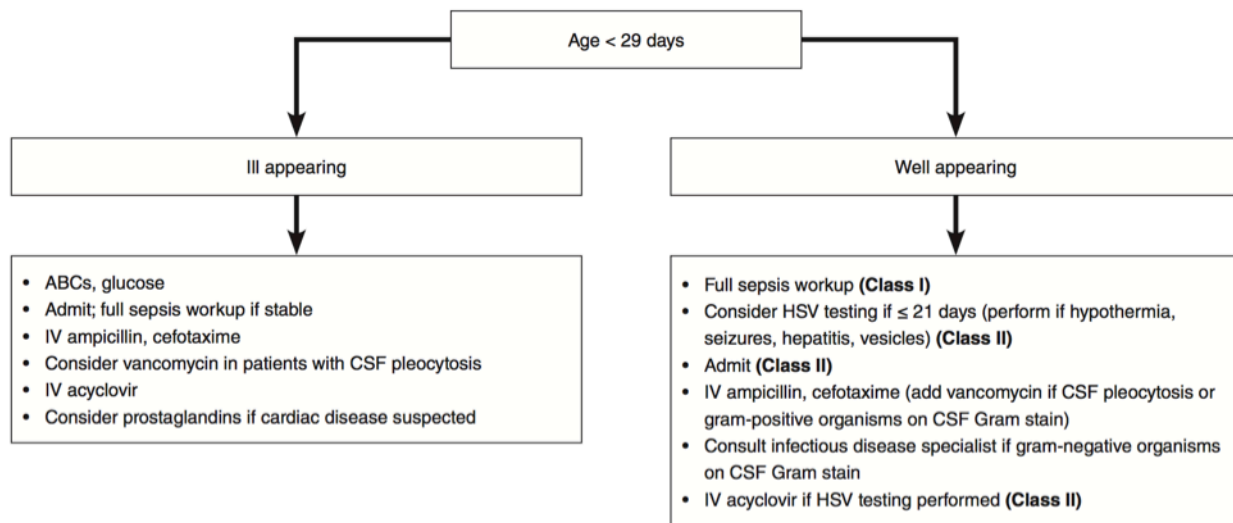 Age < 29 days
Ill appearing
Well appearing
• ABCs, glucose
• Admit; full sepsis workup if stable
• IV ampicillin, cefotaxime
• Consider vancomycin in patients with CSF pleocytosis
• IV acyclovir
• Consider prostaglandins if cardiac disease suspected
• Full sepsis workup (Class I)
• Consider HSV testing if ≤ 21 days (perform if hypothermia,
seizures, hepatitis, vesicles) (Class II)
• Admit (Class II)
• IV ampicillin, cefotaxime (add vancomycin if CSF pleocytosis or
gram-positive organisms on CSF Gram stain)
• Consult infectious disease specialist if gram-negative organisms
on CSF Gram stain
• IV acyclovir if HSV testing performed (Class II)